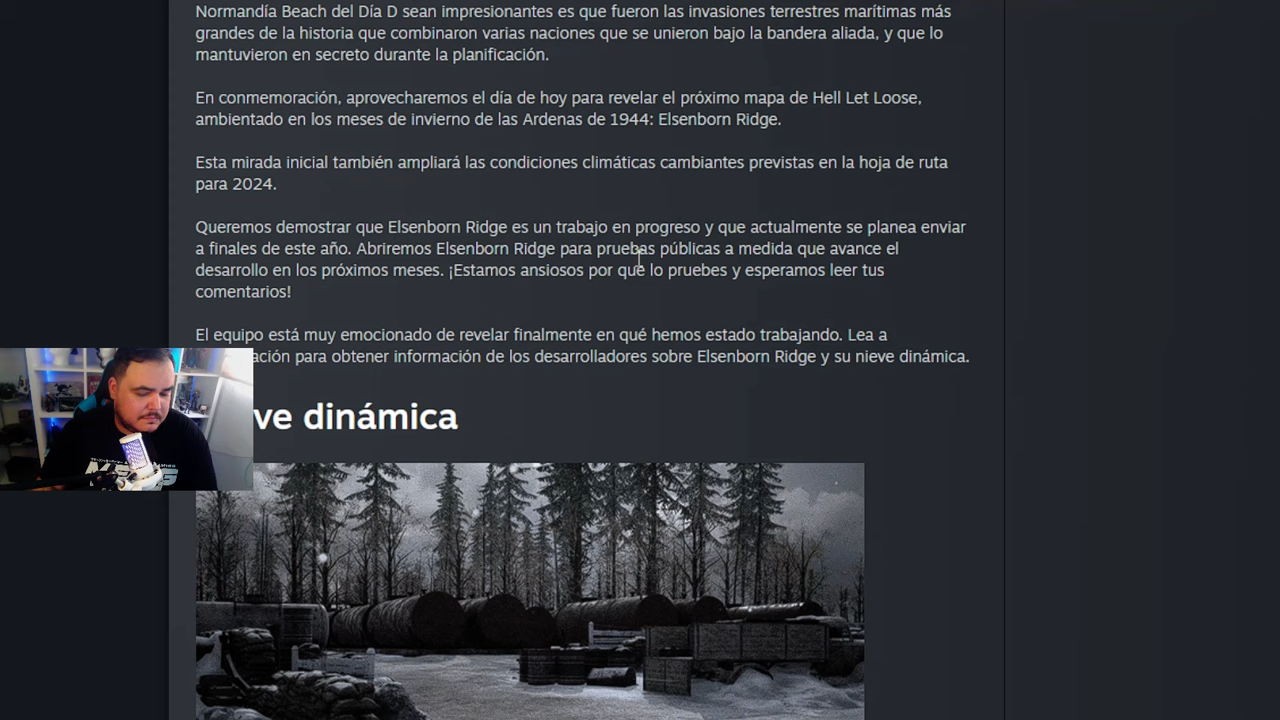 Normandía Beach del Día D sean impresionantes es que fueron las invasiones terrestres marítimas más
grandes de la historia que combinaron varias naciones que se unieron bajo la bandera aliada, y que lo
mantuvieron en secreto durante la planificación.
En conmemoración, aprovecharemos el día de hoy para revelar el próximo mapa de Hell Let Loose,
ambientado en los meses de invierno de las Ardenas de 1944: Elsenborn Ridge.
Esta mirada inicial también ampliará las condiciones climáticas cambiantes previstas en la hoja de ruta
para 2024.
Queremos demostrar que Elsenborn Ridge es un trabajo en progreso y que actualmente se planea enviar
a finales de este año. Abriremos Elsenborn Ridge para pruebas públicas a medida que avance el
desarrollo en los próximos meses. ¡Estamos ansiosos por que lo pruebes y esperamos leer tus
comentarios!
El equipo está muy emocionado de revelar finalmente en qué hemos estado trabajando. Lea a
ación para obtener información de los desarrolladores sobre Elsenborn Ridge y su nieve dinámica.
ve dinámica